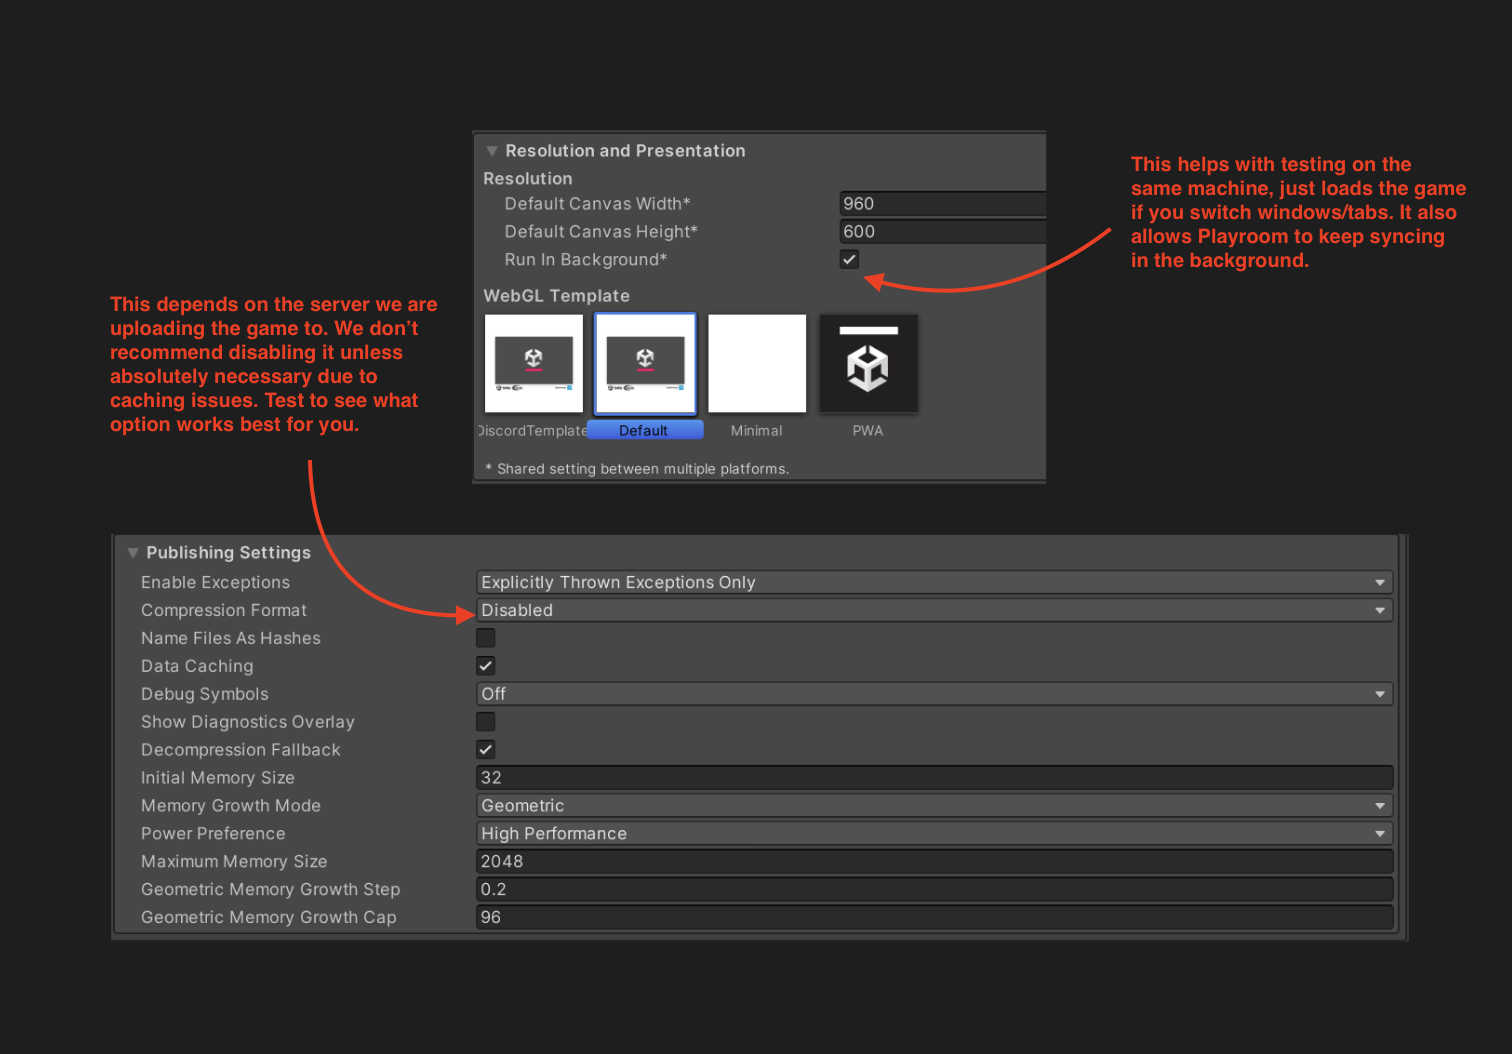 Resolution and Presentation
Resolution
Default Canvas Width* 960
Default Canvas Height* 600
Run In Background*
WebGL Template
DiscordTemplate Default Minimal PWA
* Shared setting between multiple platforms.
This helps with testing on the
same machine, just loads the game
if you switch windows/tabs. It also
allows Playroom to keep syncing
in the background.
This depends on the server we are
uploading the game to. We don’t
recommend disabling it unless
absolutely necessary due to
caching issues. Test to see what
option works best for you.
Publishing Settings
Enable Exceptions Explicitly Thrown Exceptions Only
Compression Format Disabled
Name Files As Hashes
Data Caching
Debug Symbols Off
Show Diagnostics Overlay
Decompression Fallback
Initial Memory Size 32
Memory Growth Mode Geometric
Power Preference High Performance
Maximum Memory Size 2048
Geometric Memory Growth Step 0.2
Geometric Memory Growth Cap 96